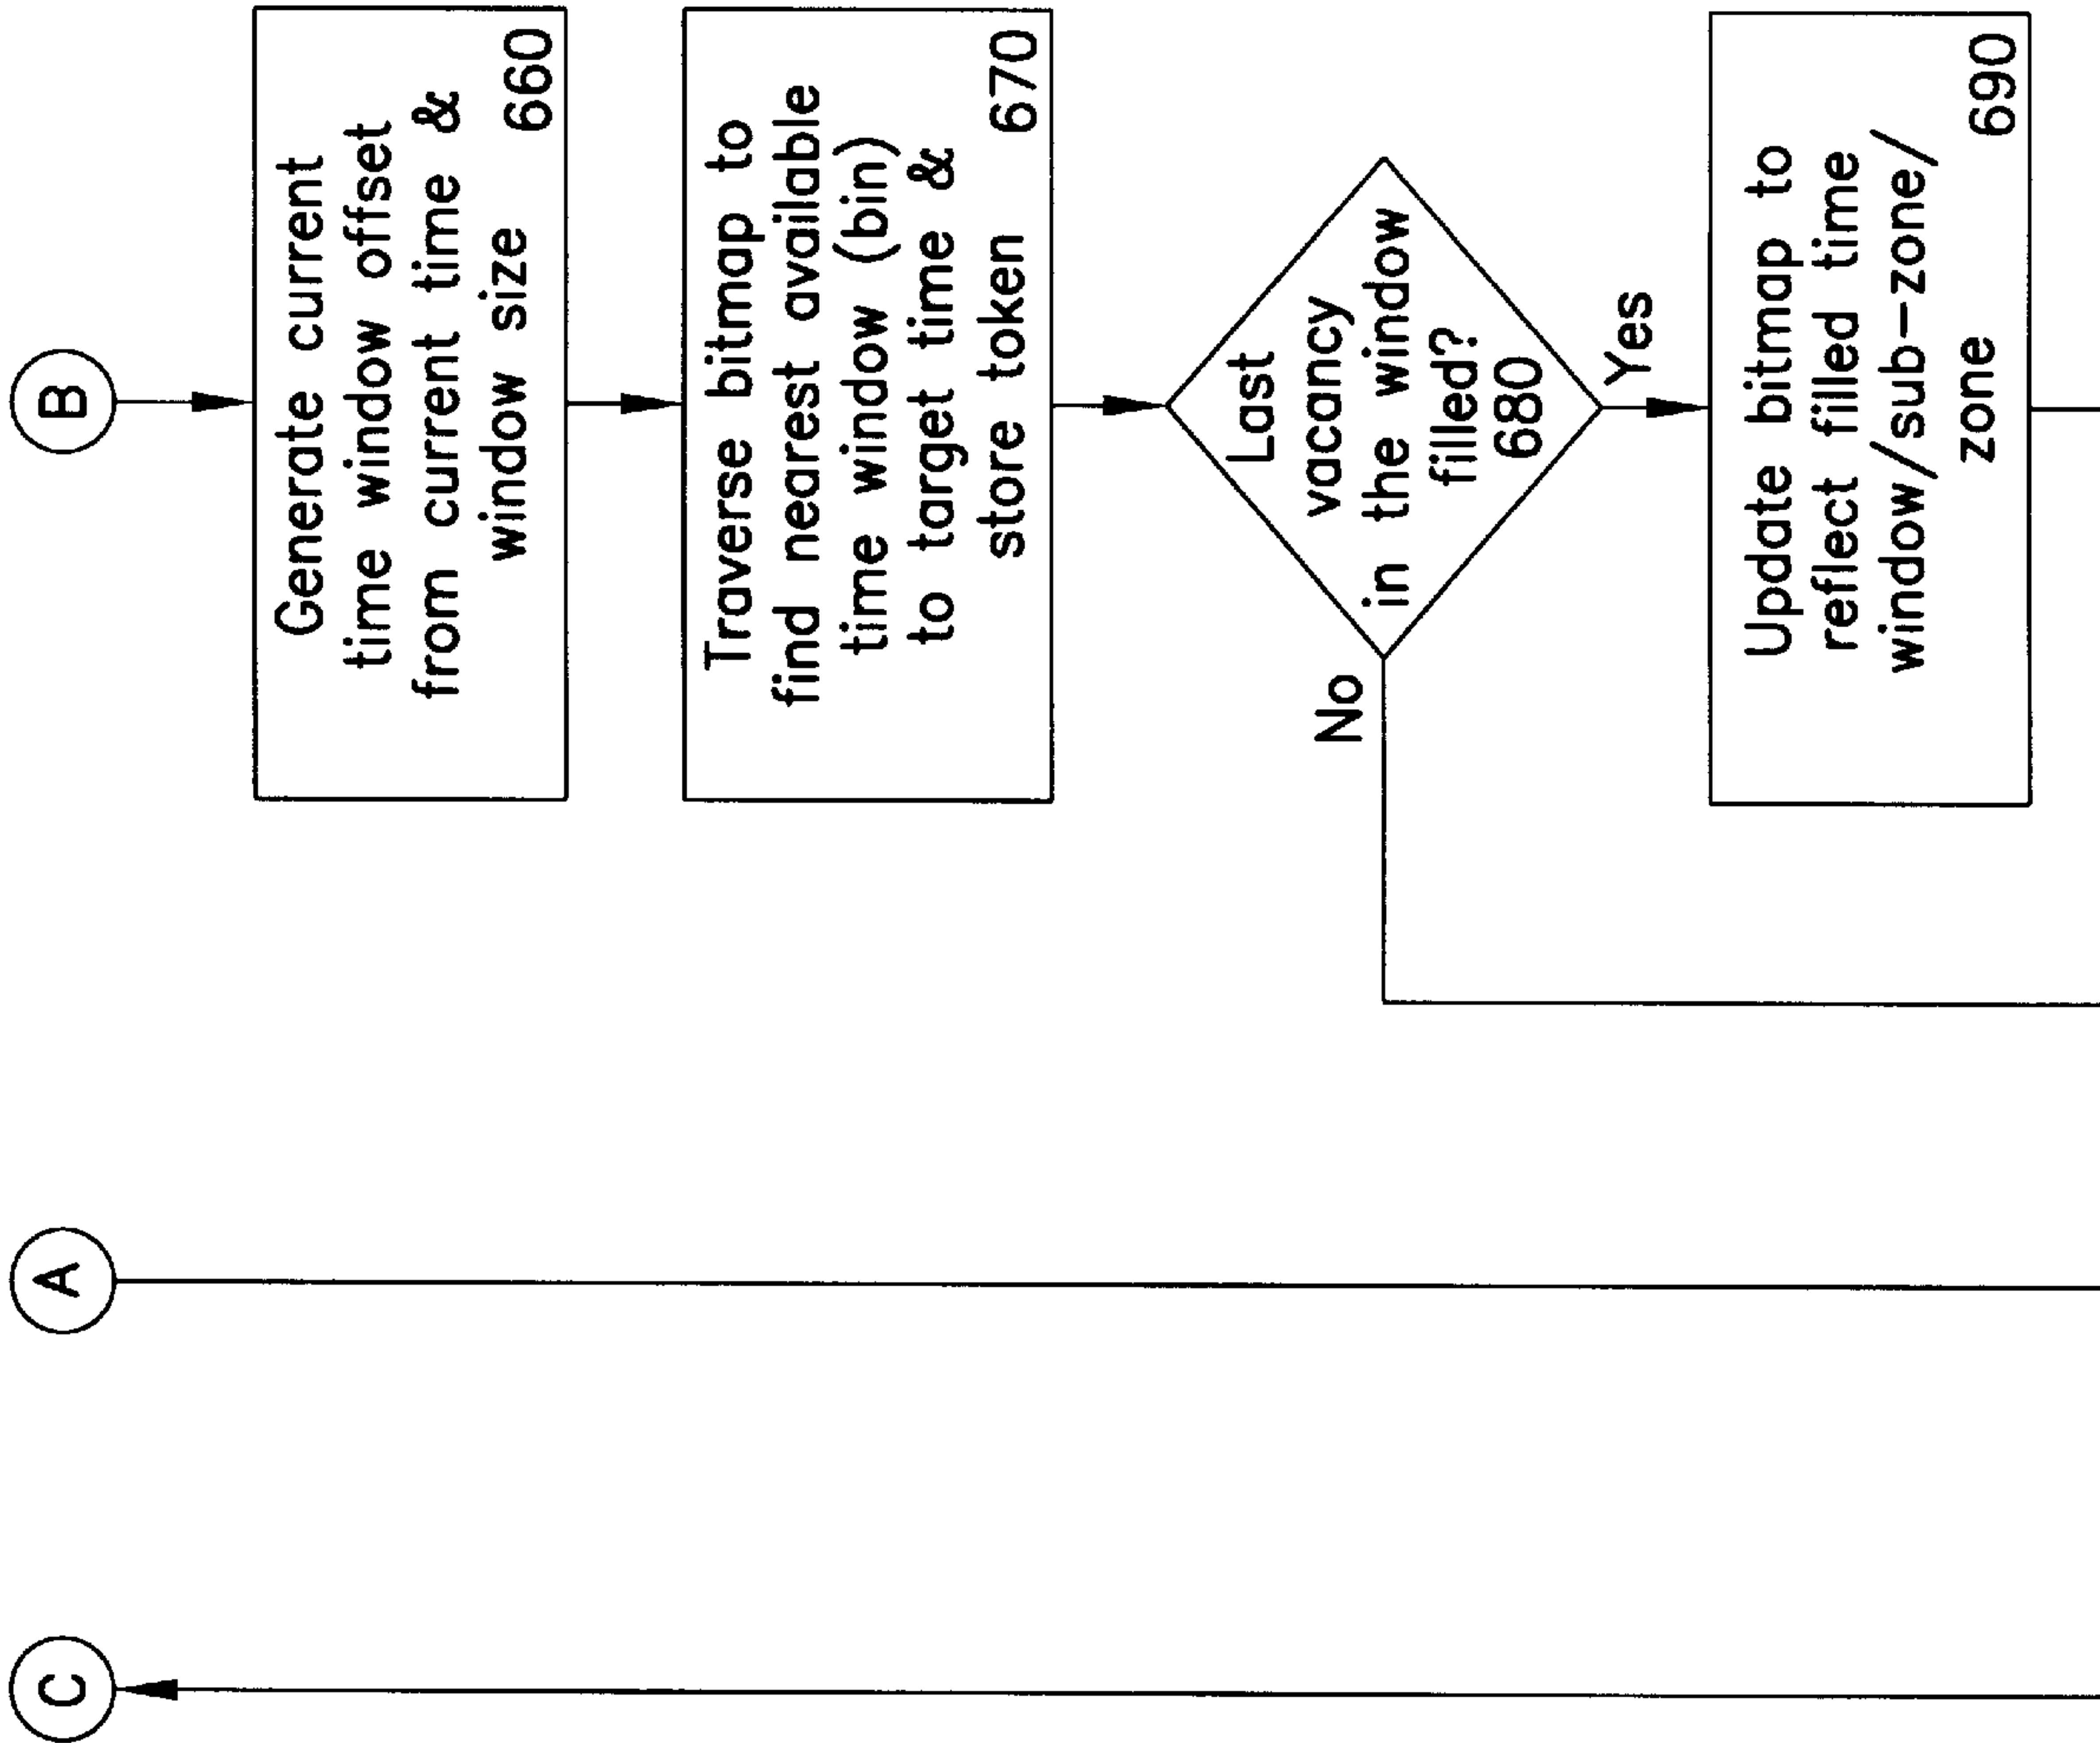 B
Generate current
time window offset
from current time &
window size 660
Traverse bitmap to
find nearest available
time window (bin)
to target time &
store token 670
Last
vacancy
in the window
filled?
680
No
Yes
Update bitmap to
reflect filled time
window/sub-zone/
zone 690
A
C